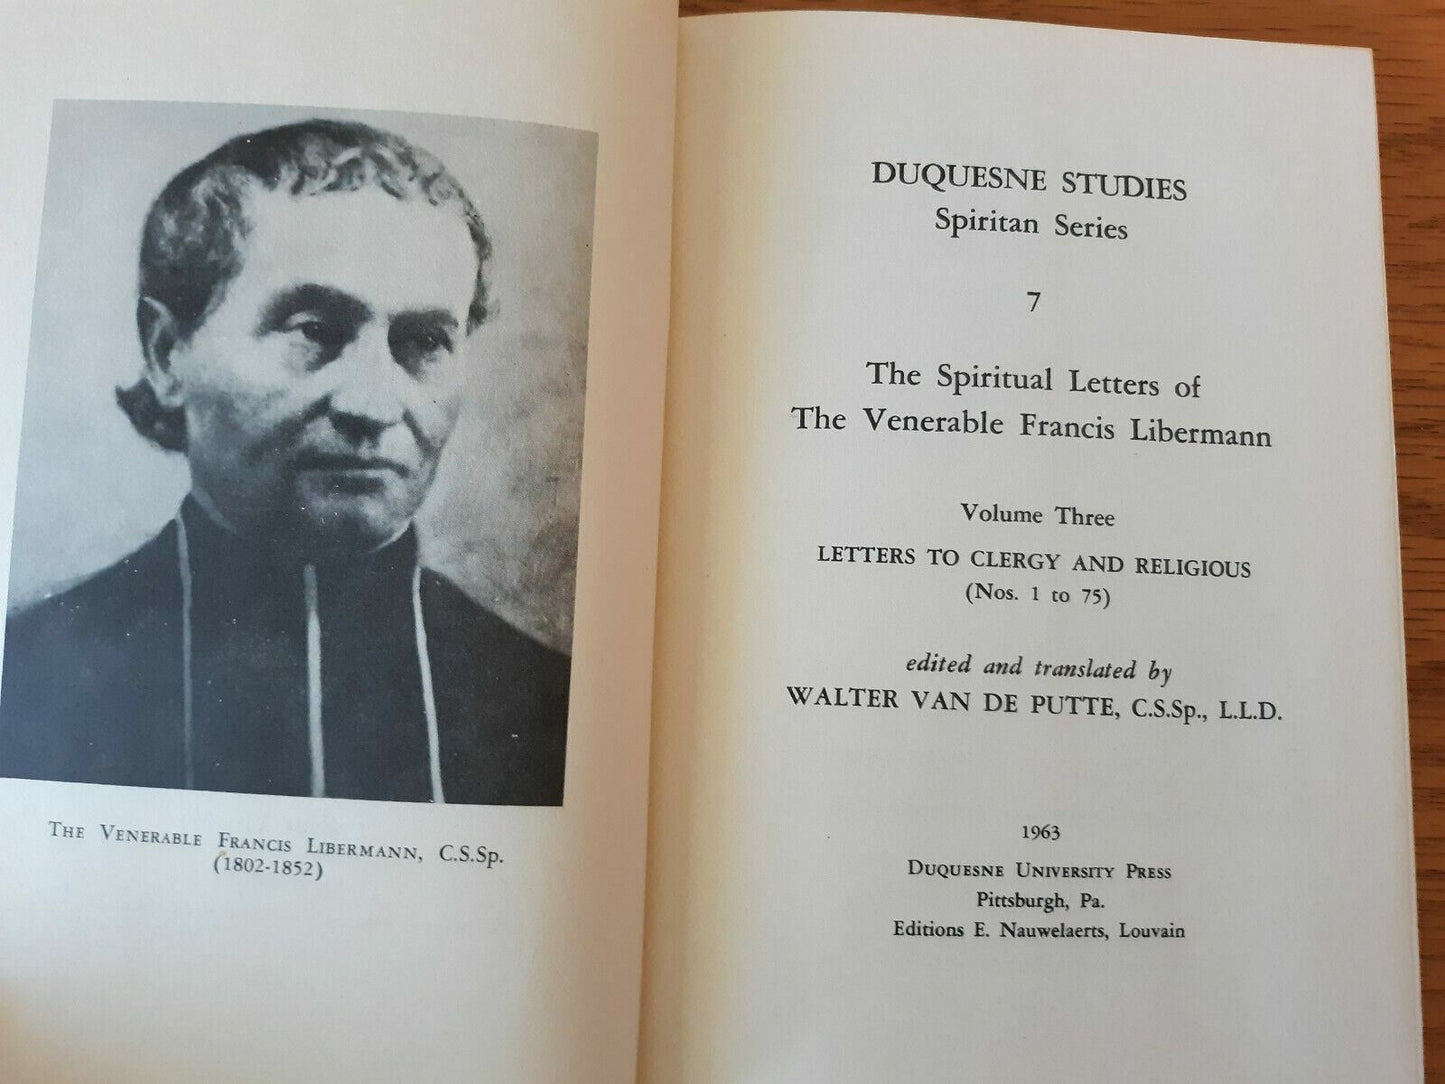 The Venerable Francis Libermann, C.S.Sp.
(1802-1852)
DUQUESNE STUDIES
Spiritan Series
7
The Spiritual Letters of
The Venerable Francis Libermann
Volume Three
LETTERS TO CLERGY AND RELIGIOUS
(Nos. 1 to 75)
edited and translated by
WALTER VAN DE PUTTE, C.S.Sp., L.L.D.
1963
Duquesne University Press
Pittsburgh, Pa.
Editions E. Nauwelaerts, Louvain